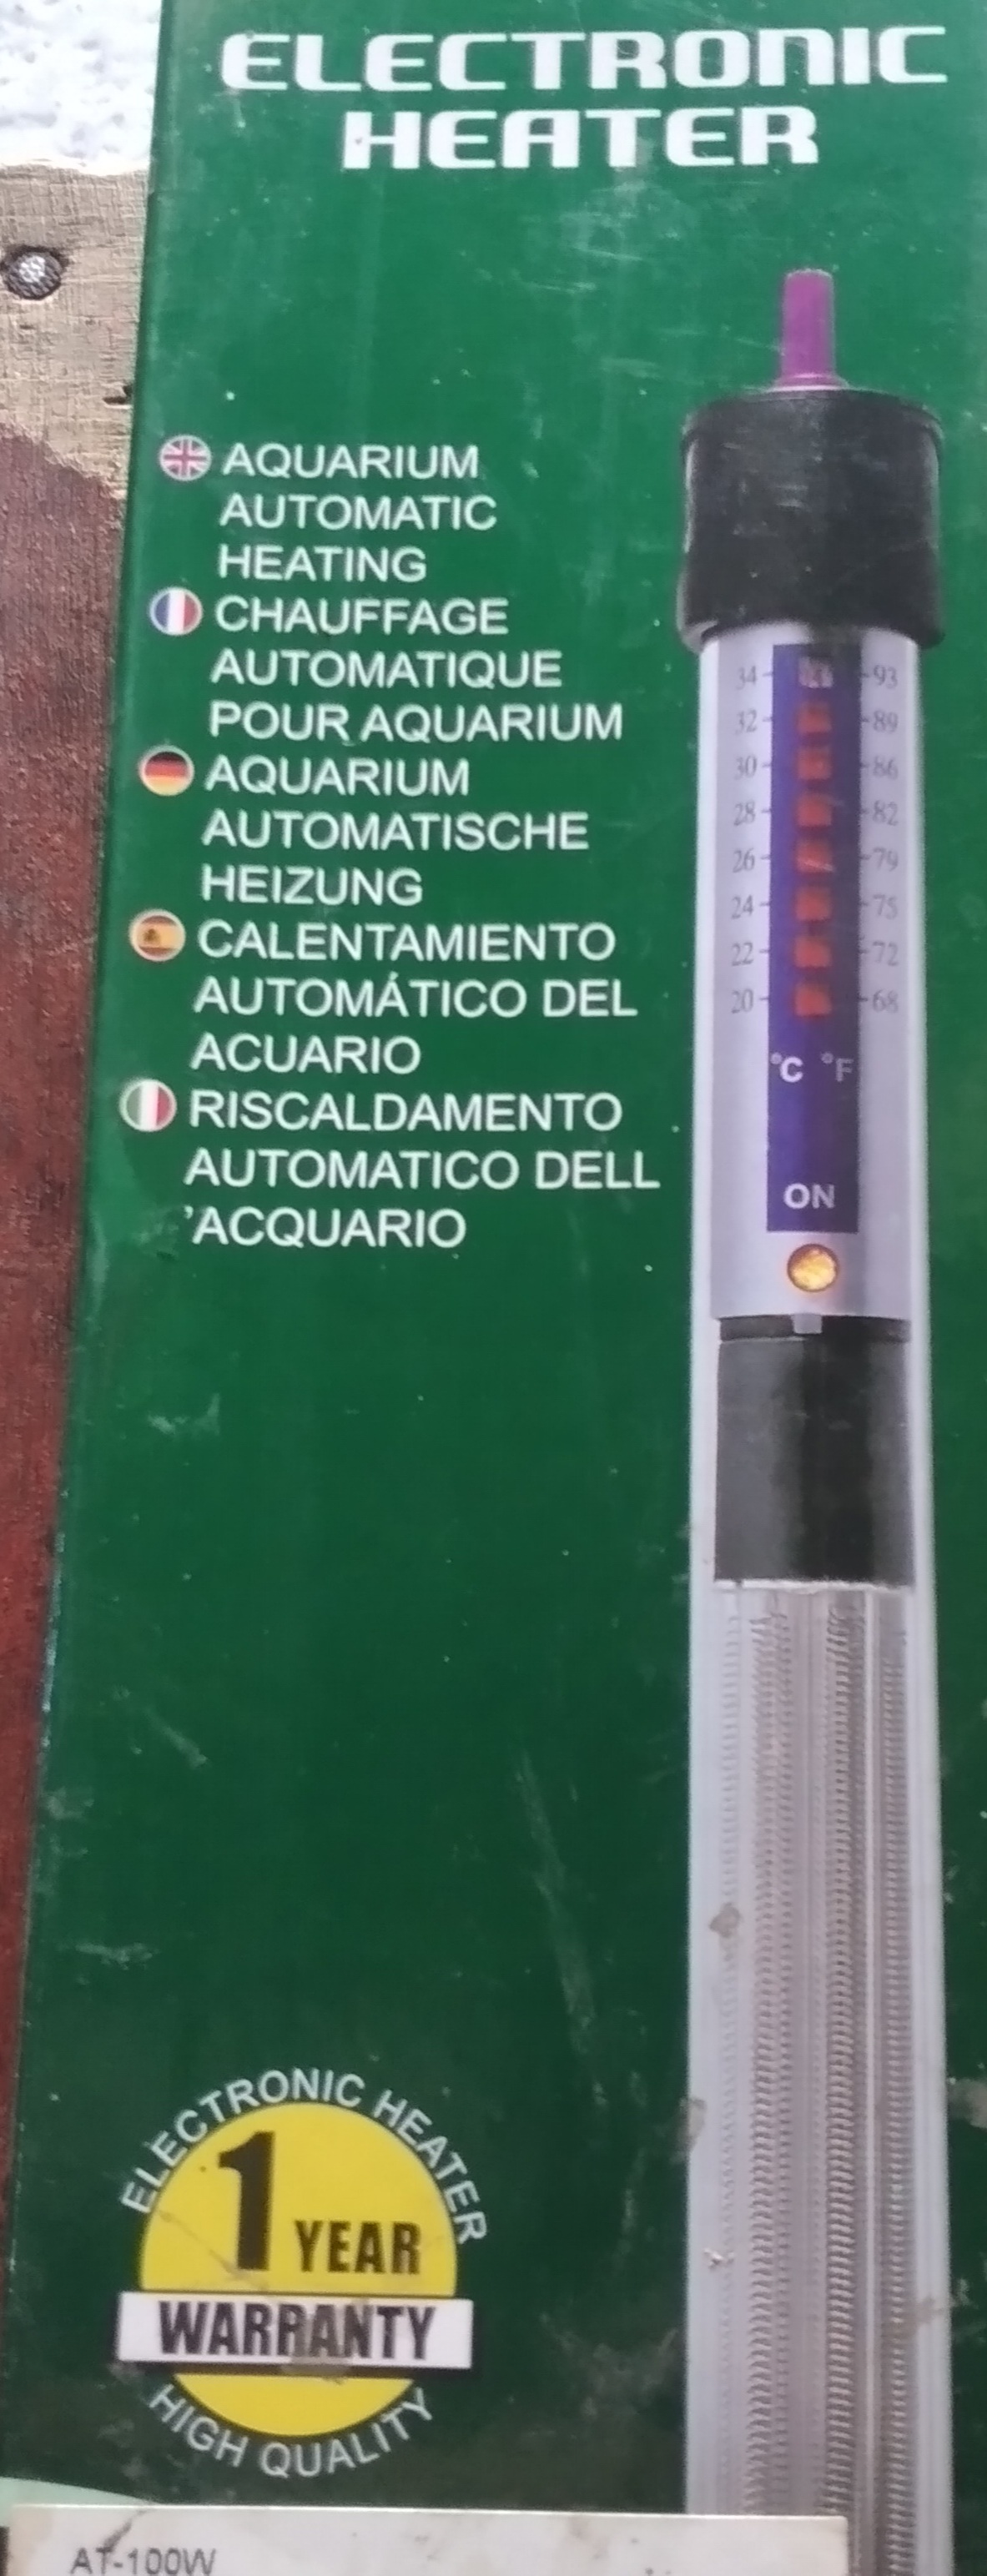 ELECTRONIC
HEATER
AQUARIUM
AUTOMATIC
HEATING
CHAUFFAGE
AUTOMATIQUE
POUR AQUARIUM
AQUARIUM
AUTOMATISCHE
HEIZUNG
CALENTAMIENTO
AUTOMÁTICO DEL
ACUARIO
RISCALDAMENTO
AUTOMATICO DELL
'ACQUARIO
34 93
32 89
30 86
28 82
26 79
24 75
22 72
20 68
°C °F
ON
ELECTRONIC HEATER
1 YEAR
WARRANTY
HIGH QUALITY
AT-100W